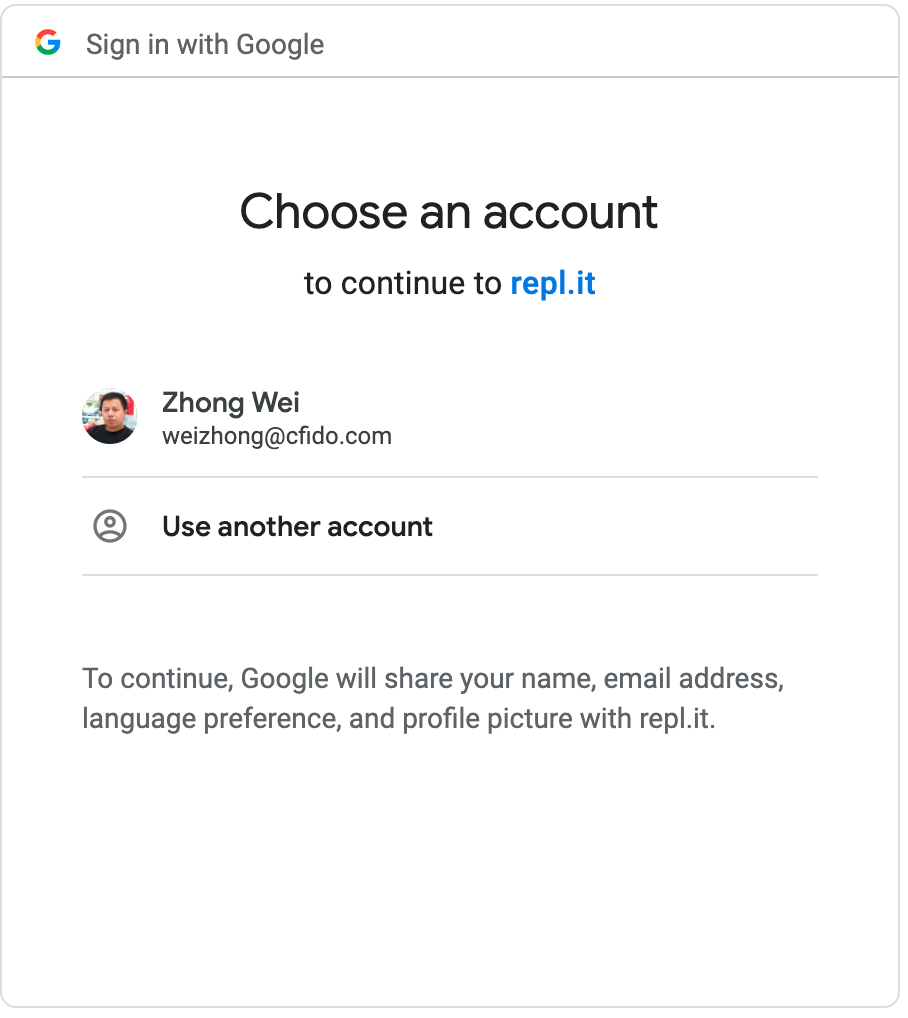 Sign in with Google
Choose an account
to continue to repl.it
Zhong Wei
weizhong@cfido.com
Use another account
To continue, Google will share your name, email address,
language preference, and profile picture with repl.it.